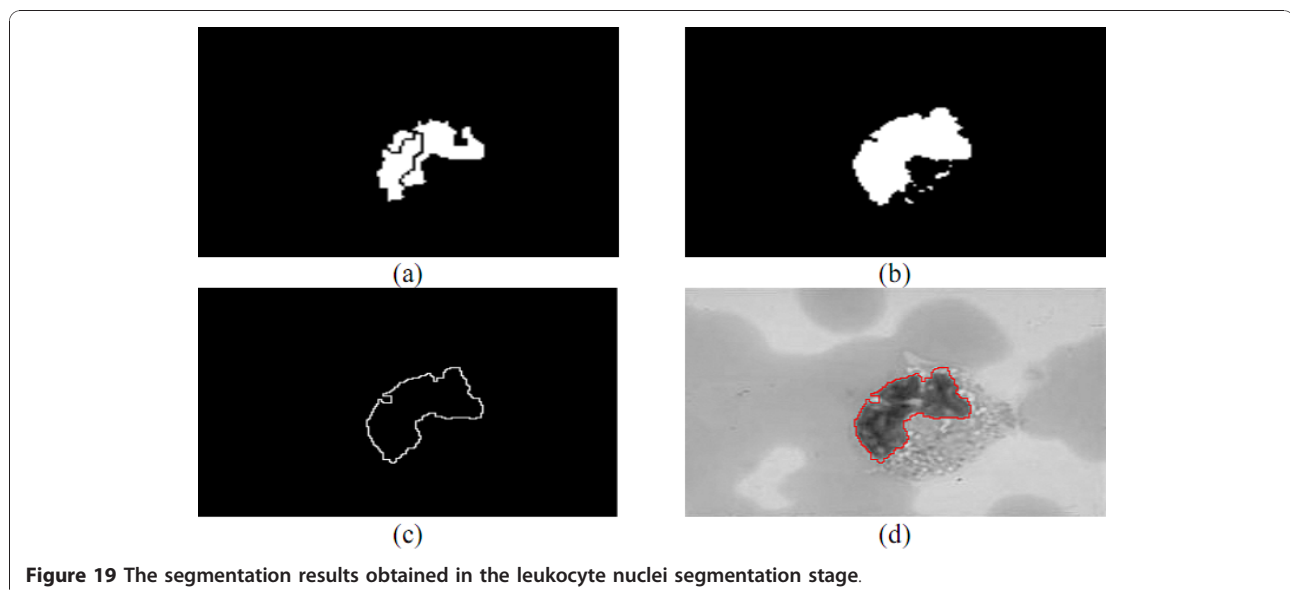 (a)
(b)
(c)
(d)
Figure 19 The segmentation results obtained in the leukocyte nuclei segmentation stage.